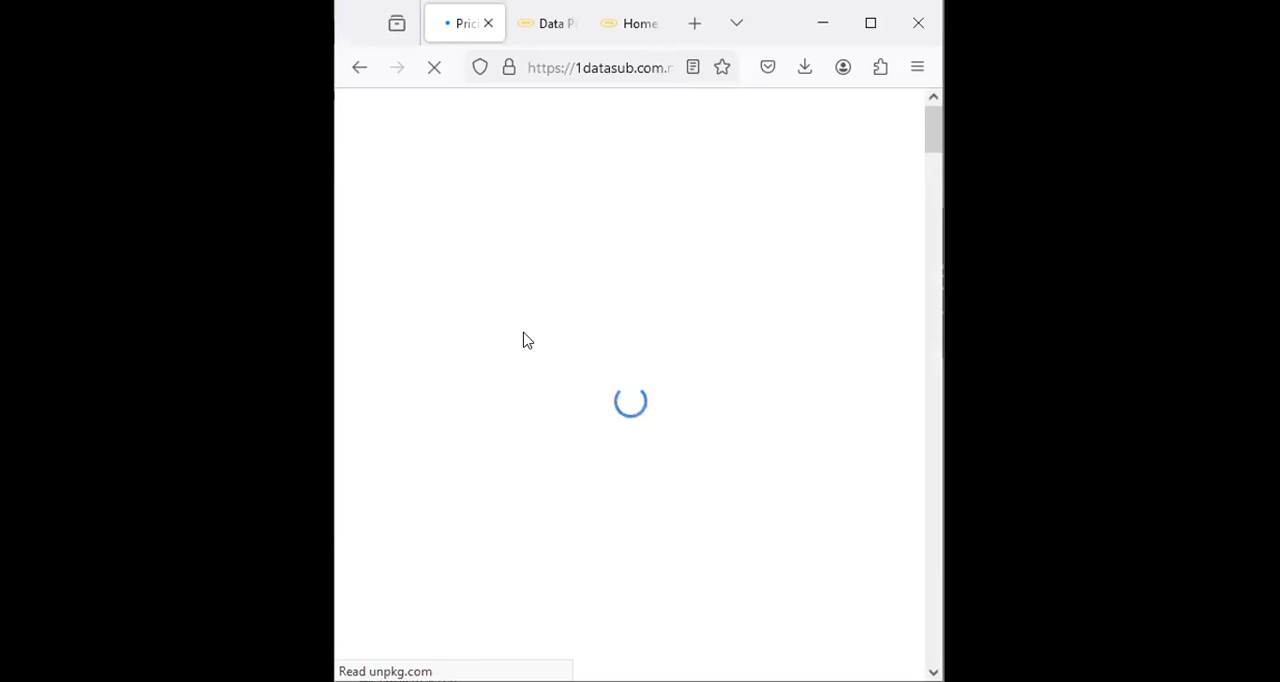 Pric
Data P
Home
https://1datasub.com.n
Read unpkg.com